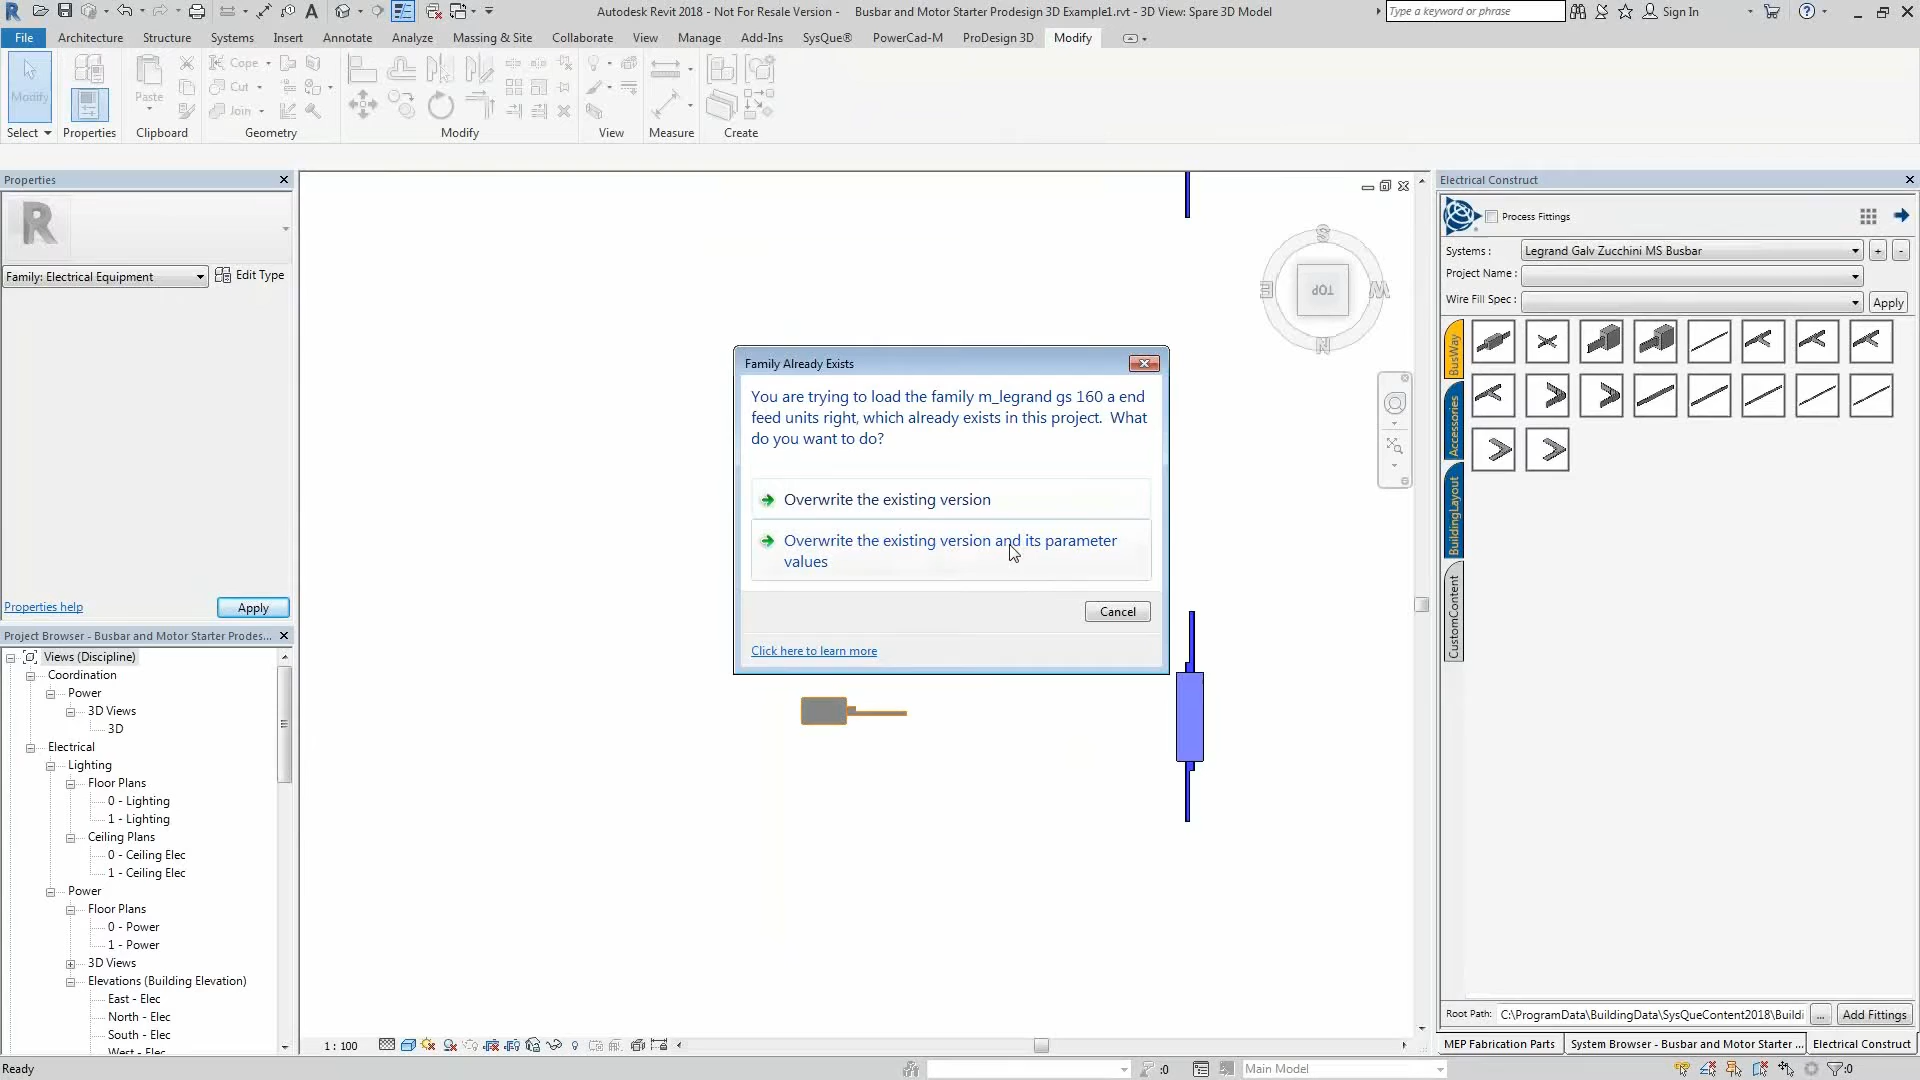 Autodesk Revit 2018 - Not For Resale Version -    Busbar and Motor Starter Prodesign 3D Example1.rvt - 3D View: Spare 3D Model
Type a keyword or phrase
Sign In
File
Architecture
Structure
Systems
Insert
Annotate
Analyze
Massing & Site
Collaborate
View
Manage
Add-Ins
SysQue®
PowerCad-M
ProDesign 3D
Modify
Modify
Paste
Cope
Cut
Join
Select
Properties
Clipboard
Geometry
Modify
View
Measure
Create
Properties
Family: Electrical Equipment
Edit Type
Properties help
Apply
Project Browser - Busbar and Motor Starter Prodes...
Views (Discipline)
Coordination
Power
3D Views
3D
Electrical
Lighting
Floor Plans
0 - Lighting
1 - Lighting
Ceiling Plans
0 - Ceiling Elec
1 - Ceiling Elec
Power
Floor Plans
0 - Power
1 - Power
3D Views
Elevations (Building Elevation)
East - Elec
North - Elec
South - Elec
West - Elec
TOP
S
E
W
N
Family Already Exists
You are trying to load the family m_legrand gs 160 a end
feed units right, which already exists in this project. What
do you want to do?
Overwrite the existing version
Overwrite the existing version and its parameter
values
Cancel
Click here to learn more
Electrical Construct
Process Fittings
Systems :
Legrand Galv Zucchini MS Busbar
+
-
Project Name :
Wire Fill Spec :
Apply
BusWay
Accessories
BuildingLayout
CustomContent
Root Path:
C:\ProgramData\BuildingData\SysQueContent2018\Buildi
...
Add Fittings
MEP Fabrication Parts
System Browser - Busbar and Motor Starter ...
Electrical Construct
1 : 100
Ready
:0
Main Model
:0